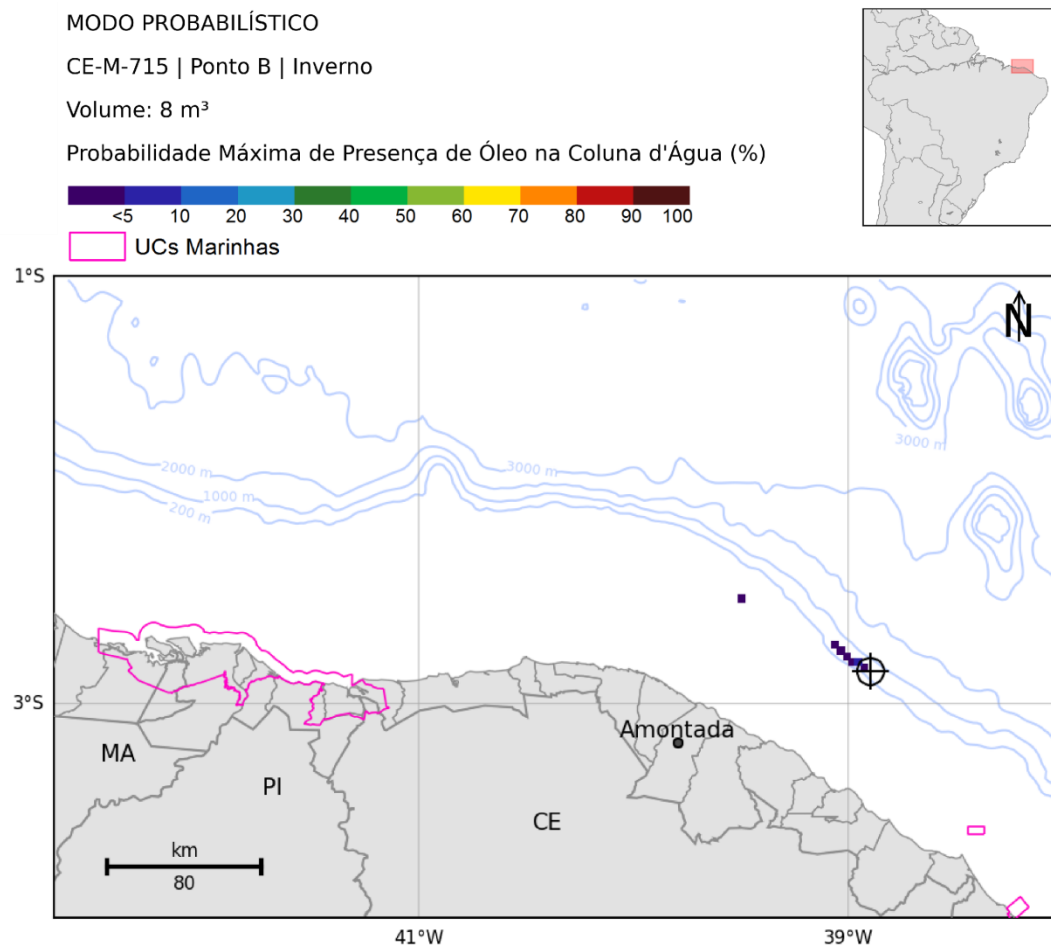 MODO PROBABILÍSTICO
CE-M-715 | Ponto B | Inverno
Volume: 8 m³
Probabilidade Máxima de Presença de Óleo na Coluna d'Água (%)
<5 10 20 30 40 50 60 70 80 90 100
UCs Marinhas
1°S
N
3000 m
2000 m
3000 m
1000 m
200 m
3°S
Amontada
MA
PI
CE
km
80
41°W 39°W